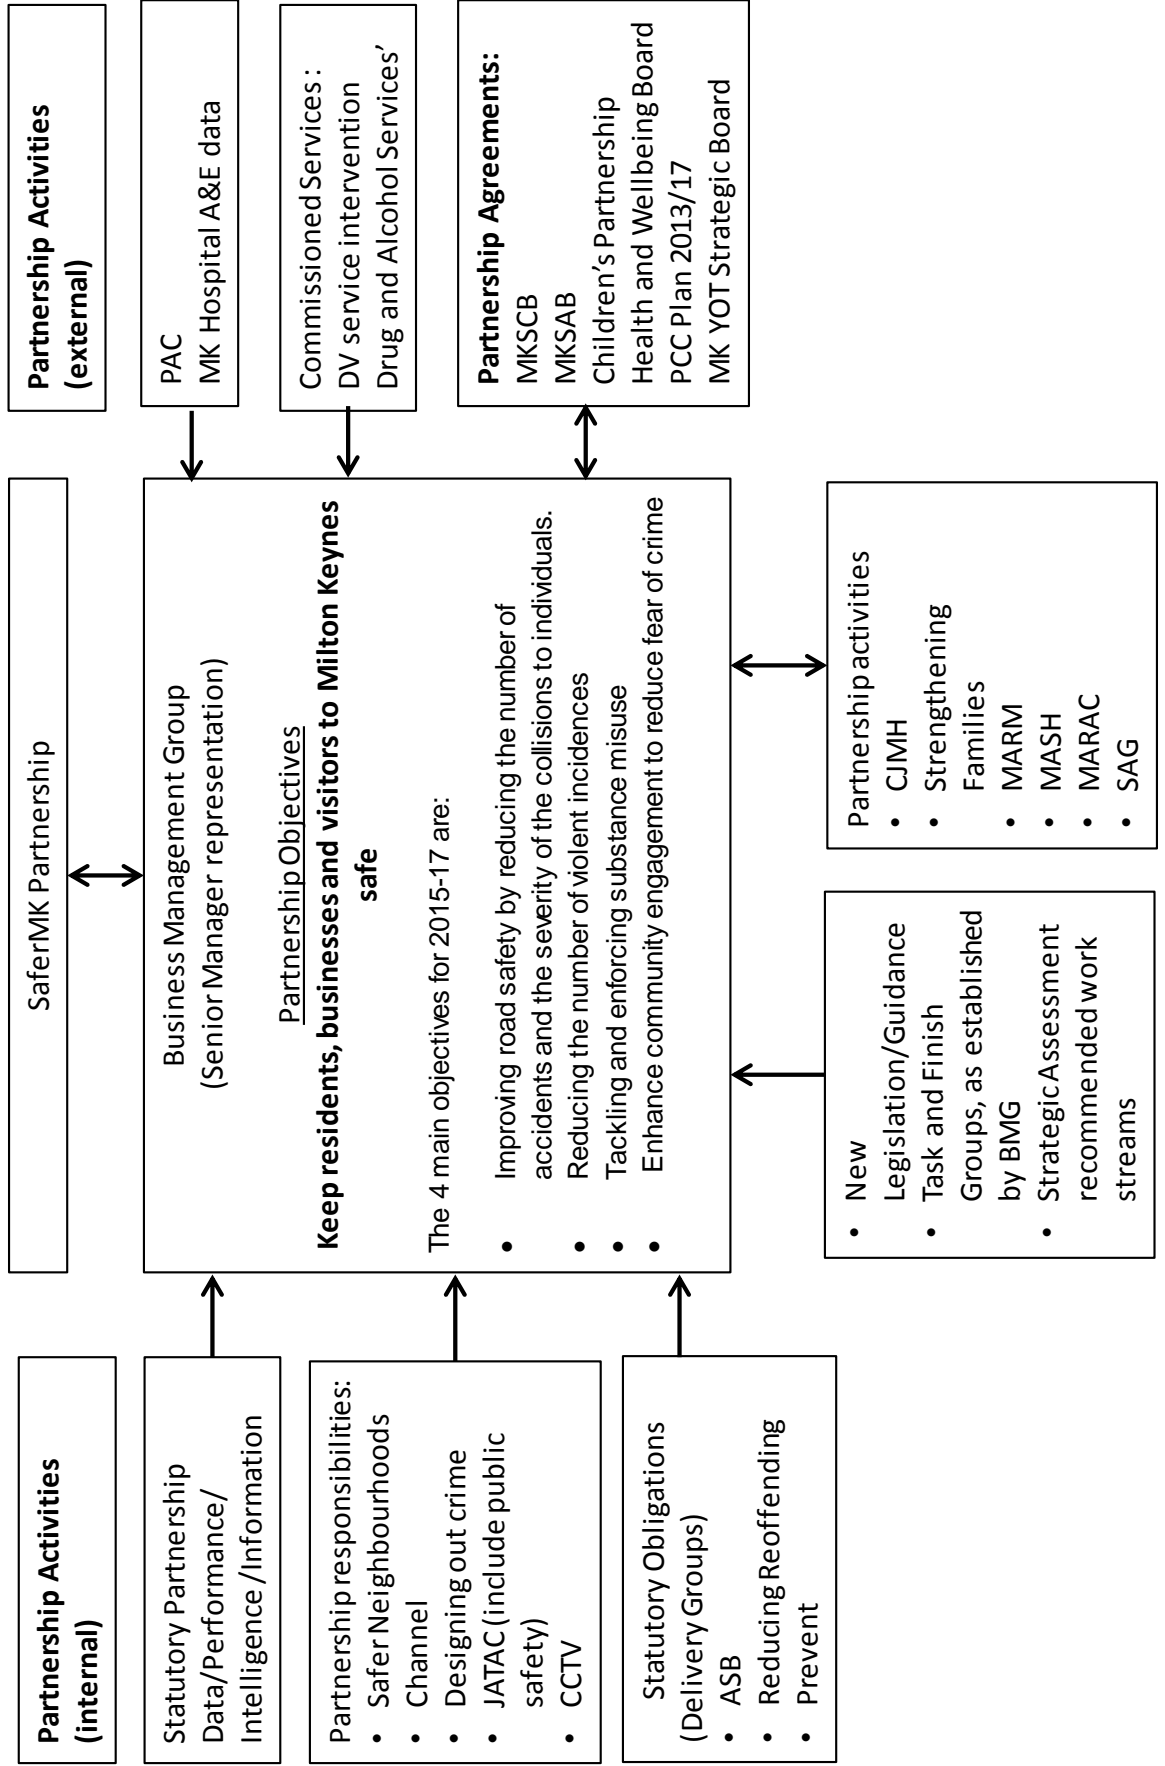 SaferMK Partnership
Partnership Activities
(internal)
Statutory Partnership
Data/Performance/
Intelligence /Information
Partnership responsibilities:
• Safer Neighbourhoods
• Channel
• Designing out crime
• JATAC (include public
safety)
• CCTV
Statutory Obligations
(Delivery Groups)
• ASB
• Reducing Reoffending
• Prevent
Business Management Group
(Senior Manager representation)
Partnership Objectives
Keep residents, businesses and visitors to Milton Keynes
safe
The 4 main objectives for 2015-17 are:
• Improving road safety by reducing the number of
accidents and the severity of the collisions to individuals.
• Reducing the number of violent incidences
• Tackling and enforcing substance misuse
• Enhance community engagement to reduce fear of crime
Partnership Activities
(external)
PAC
MK Hospital A&E data
Commissioned Services :
DV service intervention
Drug and Alcohol Services’
Partnership Agreements:
MKSCB
MKSAB
Children’s Partnership
Health and Wellbeing Board
PCC Plan 2013/17
MK YOT Strategic Board
• New
Legislation/Guidance
• Task and Finish
Groups, as established
by BMG
• Strategic Assessment
recommended work
streams
Partnership activities
• CJMH
• Strengthening
Families
• MARM
• MASH
• MARAC
• SAG